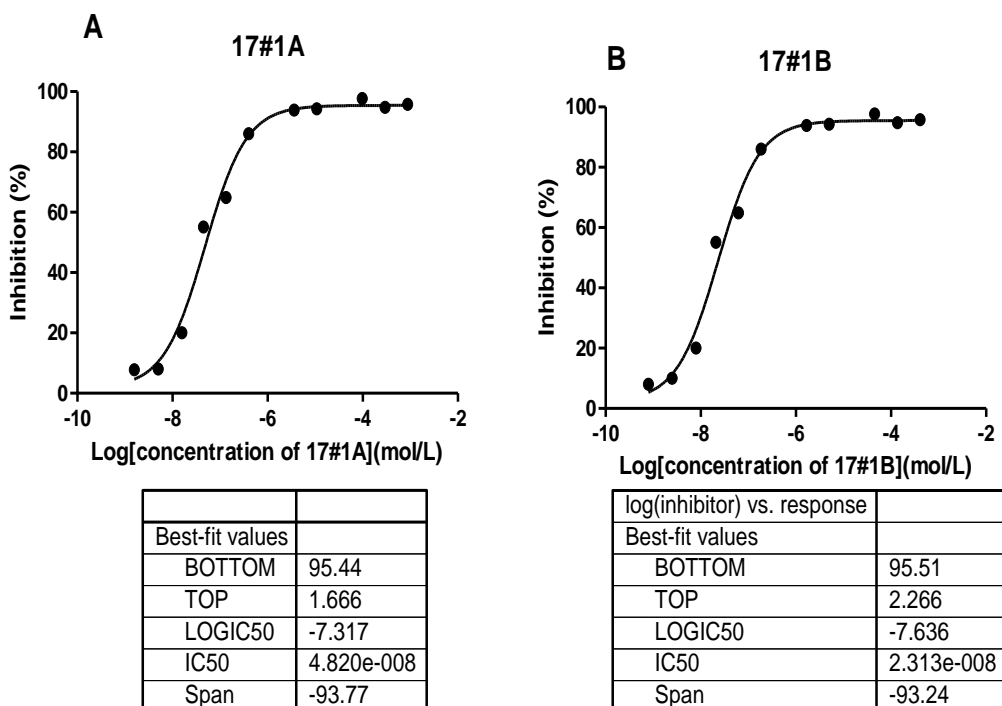 A
17#1A
100
80
60
40
20
0
Inhibition (%)
-10 -8 -6 -4 -2
Log[concentration of 17#1A](mol/L)
Best-fit values
BOTTOM 95.44
TOP 1.666
LOGIC50 -7.317
IC50 4.820e-008
Span -93.77
B
17#1B
100
80
60
40
20
0
Inhibition (%)
-10 -8 -6 -4 -2
Log[concentration of 17#1B](mol/L)
log(inhibitor) vs. response
Best-fit values
BOTTOM 95.51
TOP 2.266
LOGIC50 -7.636
IC50 2.313e-008
Span -93.24